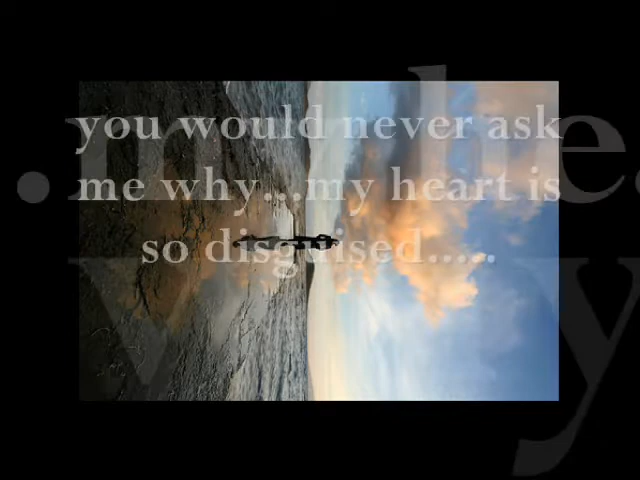 you would never ask
me why...my heart is
so disguised.....